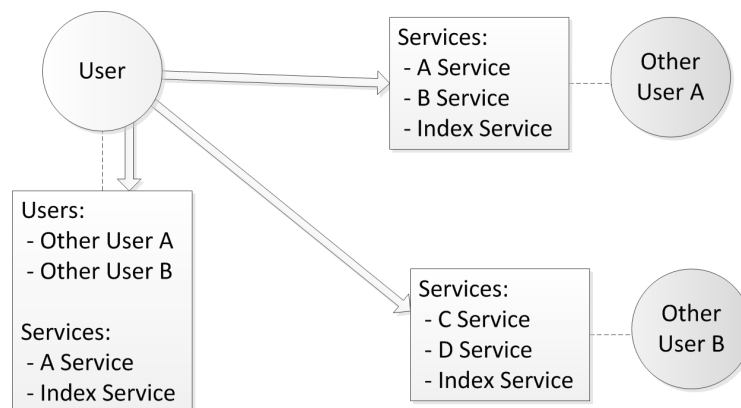 User
Services:
- A Service
- B Service
- Index Service
Other
User A
Users:
- Other User A
- Other User B
Services:
- A Service
- Index Service
Services:
- C Service
- D Service
- Index Service
Other
User B